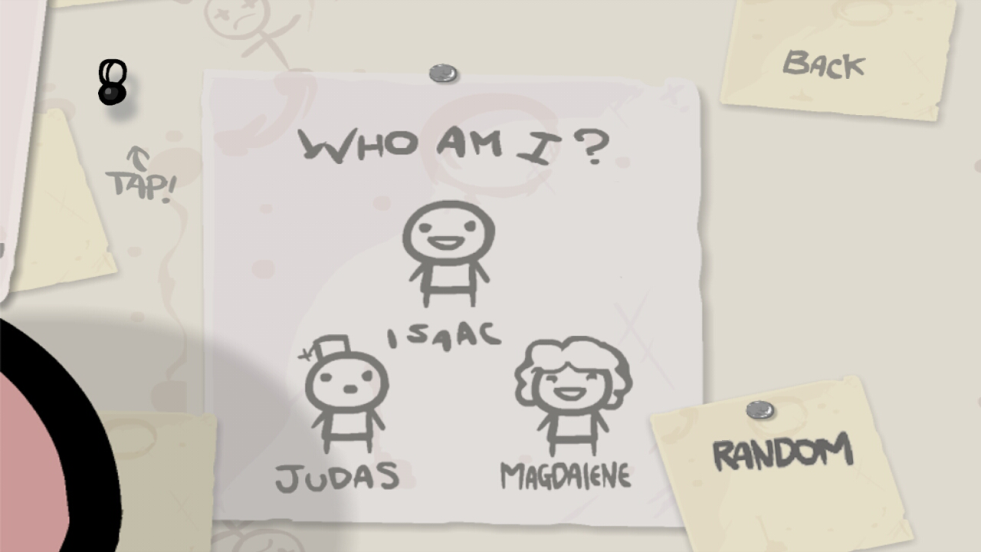 BACK
WHO AM I?
TAP!
ISAAC
JUDAS
MAGDALENE
RANDOM